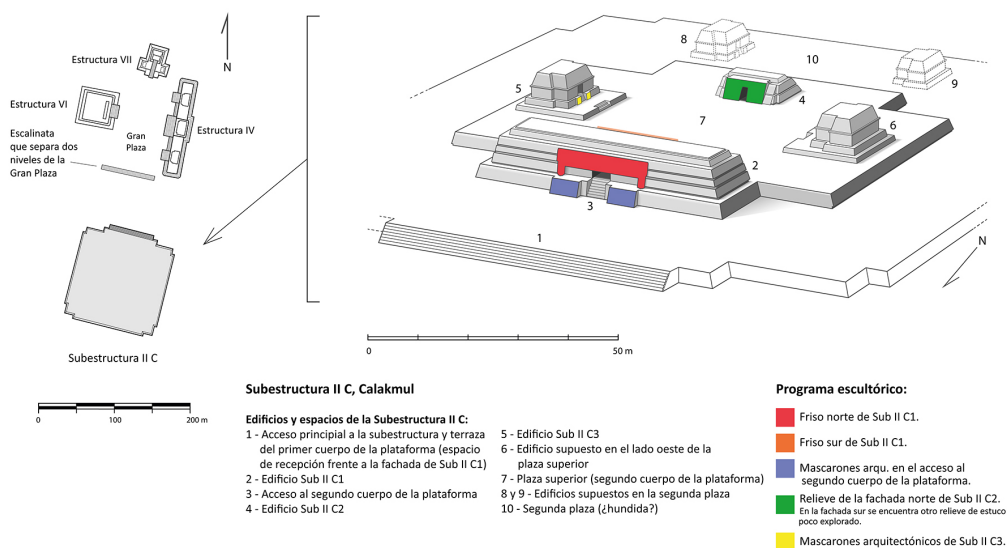 Estructura VII
N
Estructura VI
Estructura IV
Escalinata
que separa dos
niveles de la
Gran Plaza
Gran
Plaza
Subestructura II C
0 100 200 m
8
10
9
5
4
7
6
2
3
1
N
0 50 m
Subestructura II C, Calakmul
Edificios y espacios de la Subestructura II C:
1 - Acceso principal a la substructura y terraza
del primer cuerpo de la plataforma (espacio
de recepción frente a la fachada de Sub II C1)
2 - Edificio Sub II C1
3 - Acceso al segundo cuerpo de la plataforma
4 - Edificio Sub II C2
5 - Edificio Sub II C3
6 - Edificio supuesto en el lado oeste de la
plaza superior
7 - Plaza superior (segundo cuerpo de la plataforma)
8 y 9 - Edificios supuestos en la segunda plaza
10 - Segunda plaza (¿hundida?)
Programa escultórico:
Friso norte de Sub II C1.
Friso sur de Sub II C1.
Mascarones arqu. en el acceso al
segundo cuerpo de la plataforma.
Relieve de la fachada norte de Sub II C2.
En la fachada sur se encuentra otro relieve de estuco
poco explorado.
Mascarones arquitectónicos de Sub II C3.